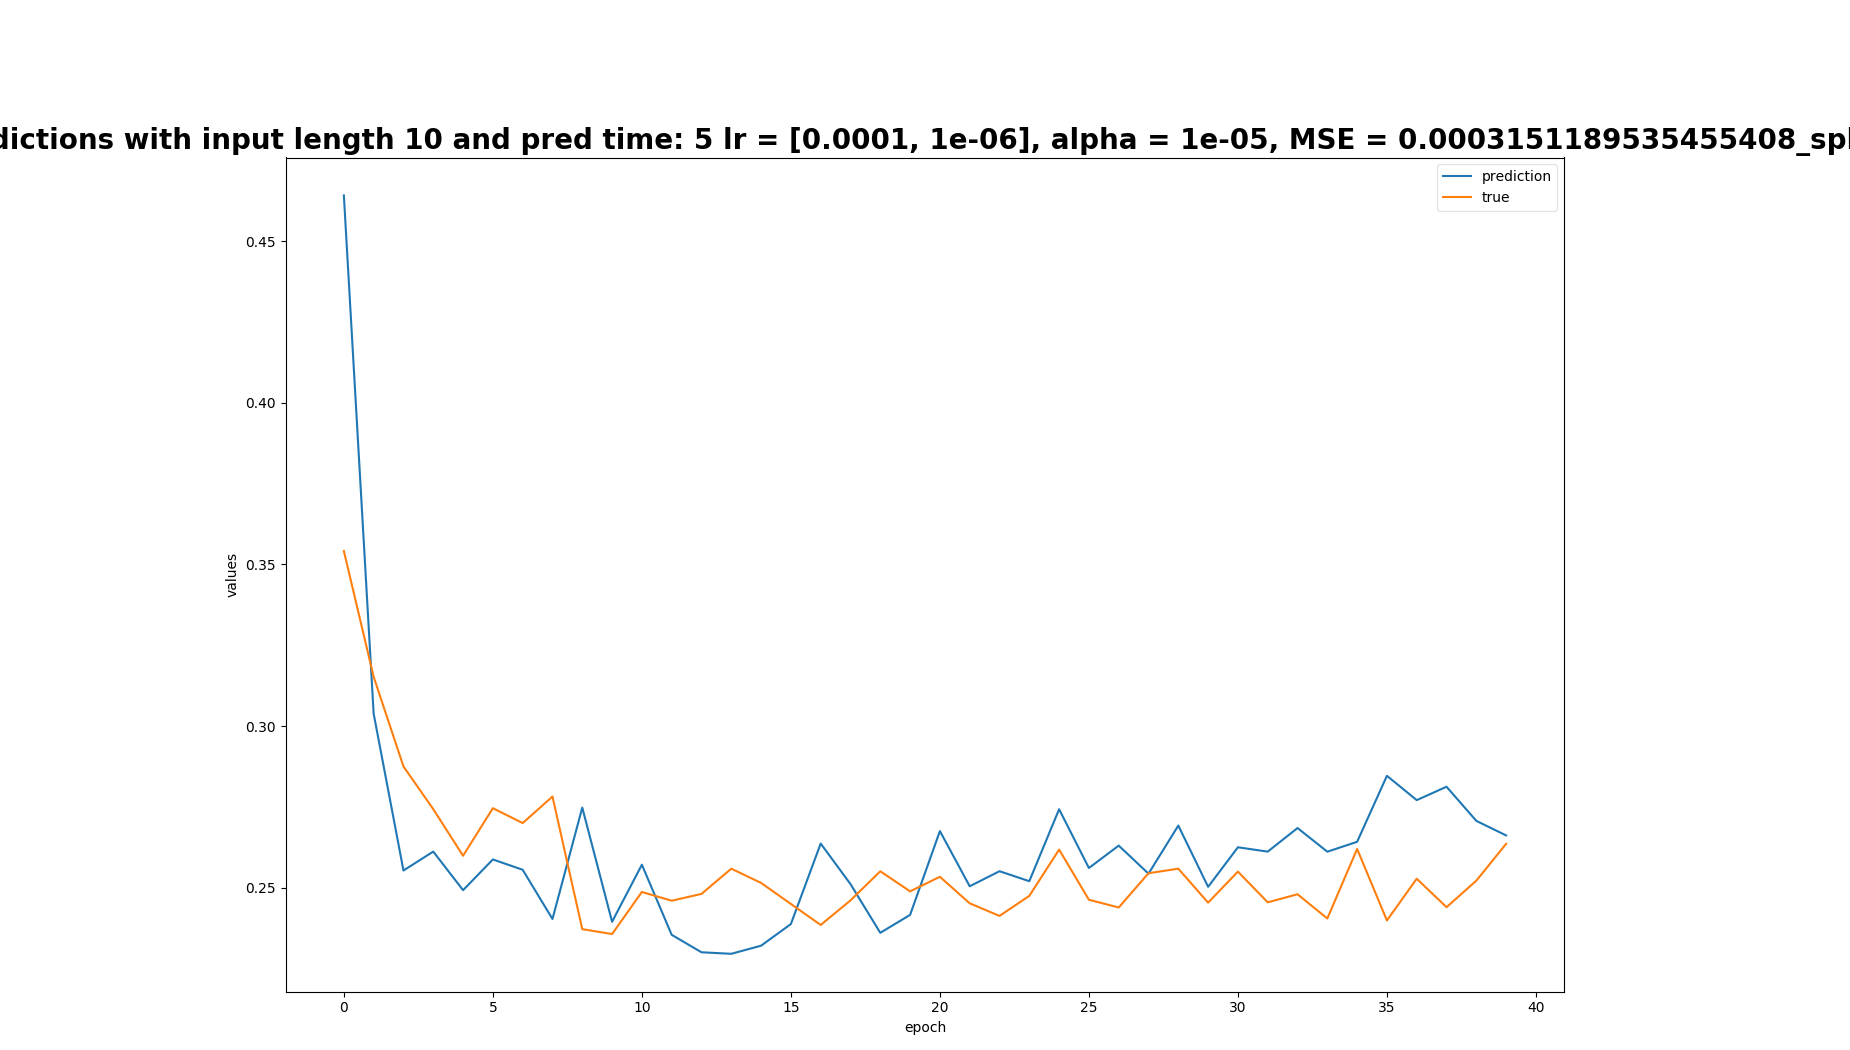 dictions with input length 10 and pred time: 5 lr = [0.0001, 1e-06], alpha = 1e-05, MSE = 0.0003151189535455408_spl
prediction
true
values
0.45
0.40
0.35
0.30
0.25
0 5 10 15 20 25 30 35 40
epoch